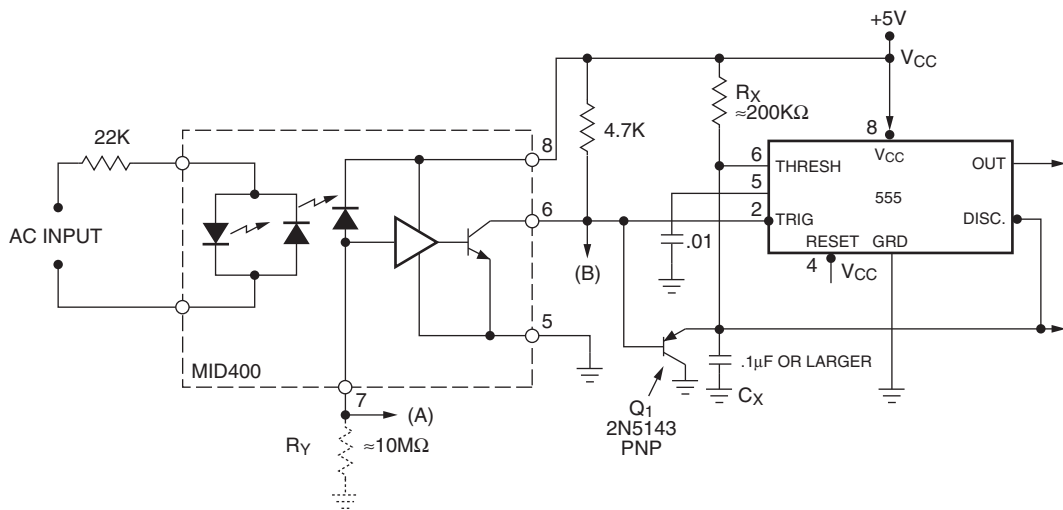 +5V
VCC
22K
8
4.7K
RX
≈200KΩ
8
VCC
6
THRESH
OUT
5
555
6
2
TRIG
DISC.
AC INPUT
.01
RESET
GRD
(B)
4
VCC
5
MID400
7
(A)
.1µF OR LARGER
CX
Q1
2N5143
PNP
RY
≈10MΩ